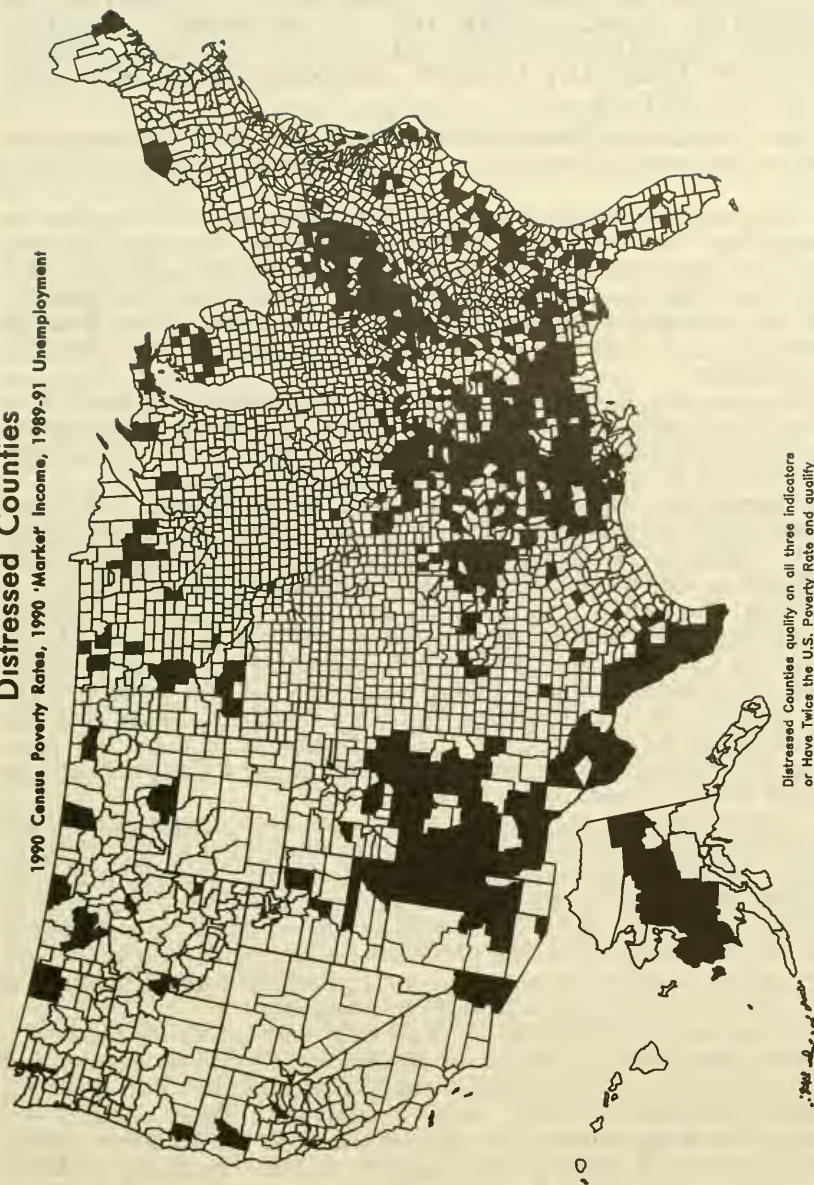 Distressed Counties
1990 Census Poverty Rates, 1990 'Market' Income, 1989-91 Unemployment
Distressed Counties qualify on all three indicators
or Have Twice the U.S. Poverty Rate and qualify